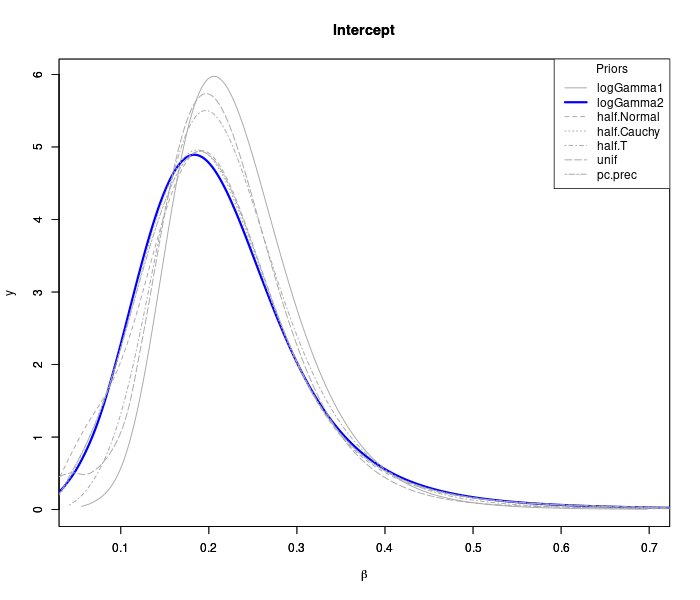 Intercept
Priors
logGamma1
logGamma2
half.Normal
half.Cauchy
half.T
unif
pc.prec
y
6
5
4
3
2
1
0
0.1 0.2 0.3 0.4 0.5 0.6 0.7
β